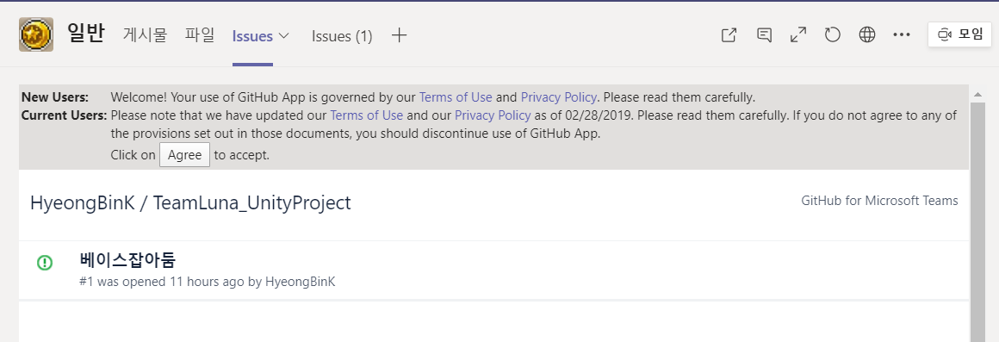 일반 게시물 파일 Issues Issues (1) 모임
New Users: Welcome! Your use of GitHub App is governed by our Terms of Use and Privacy Policy. Please read them carefully.
Current Users: Please note that we have updated our Terms of Use and our Privacy Policy as of 02/28/2019. Please read them carefully. If you do not agree to any of
the provisions set out in those documents, you should discontinue use of GitHub App.
Click on Agree to accept.
HyeongBinK / TeamLuna_UnityProject GitHub for Microsoft Teams
베이스잡아둠
#1 was opened 11 hours ago by HyeongBinK